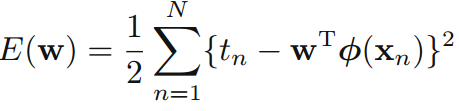 E(w) = 1/2 ∑_{n=1}^{N} {t_n − w^T ϕ(x_n)}^2